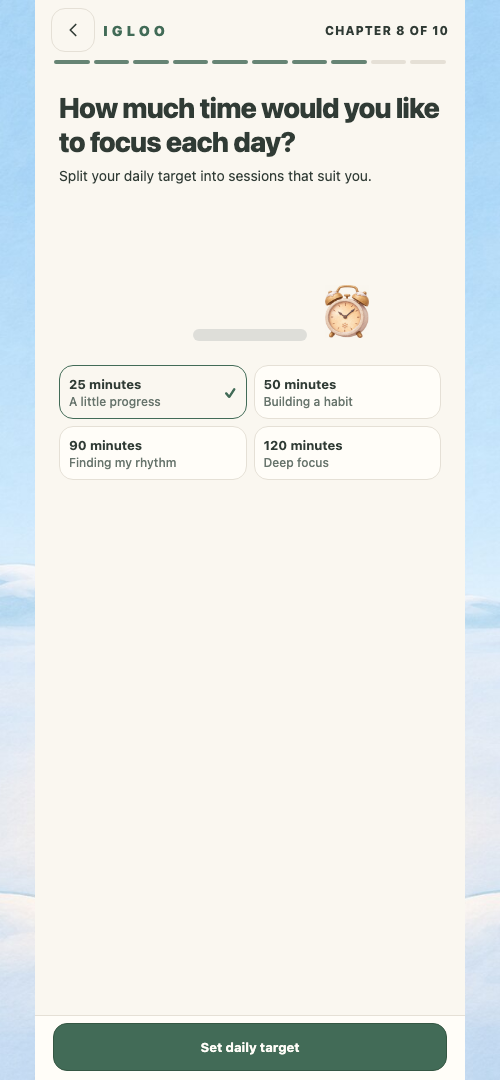 IGLOO
CHAPTER 8 OF 10
How much time would you like
to focus each day?
Split your daily target into sessions that suit you.
25 minutes
A little progress
50 minutes
Building a habit
90 minutes
Finding my rhythm
120 minutes
Deep focus
Set daily target